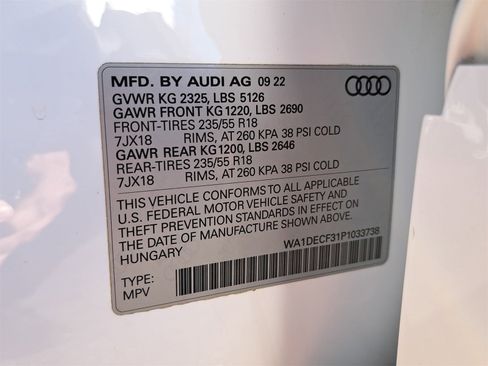 MFD. BY AUDI AG 09 22
GVWR KG 2325, LBS 5126
GAWR FRONT KG 1220, LBS 2690
FRONT-TIRES 235/55 R18
7JX18 RIMS, AT 260 KPA 38 PSI COLD
GAWR REAR KG 1200, LBS 2646
REAR-TIRES 235/55 R18
7JX18 RIMS, AT 260 KPA 38 PSI COLD
THIS VEHICLE CONFORMS TO ALL APPLICABLE
U.S. FEDERAL MOTOR VEHICLE SAFETY AND
THEFT PREVENTION STANDARDS IN EFFECT ON
THE DATE OF MANUFACTURE SHOWN ABOVE.
HUNGARY
WA1DECF31P1033738
TYPE:
MPV